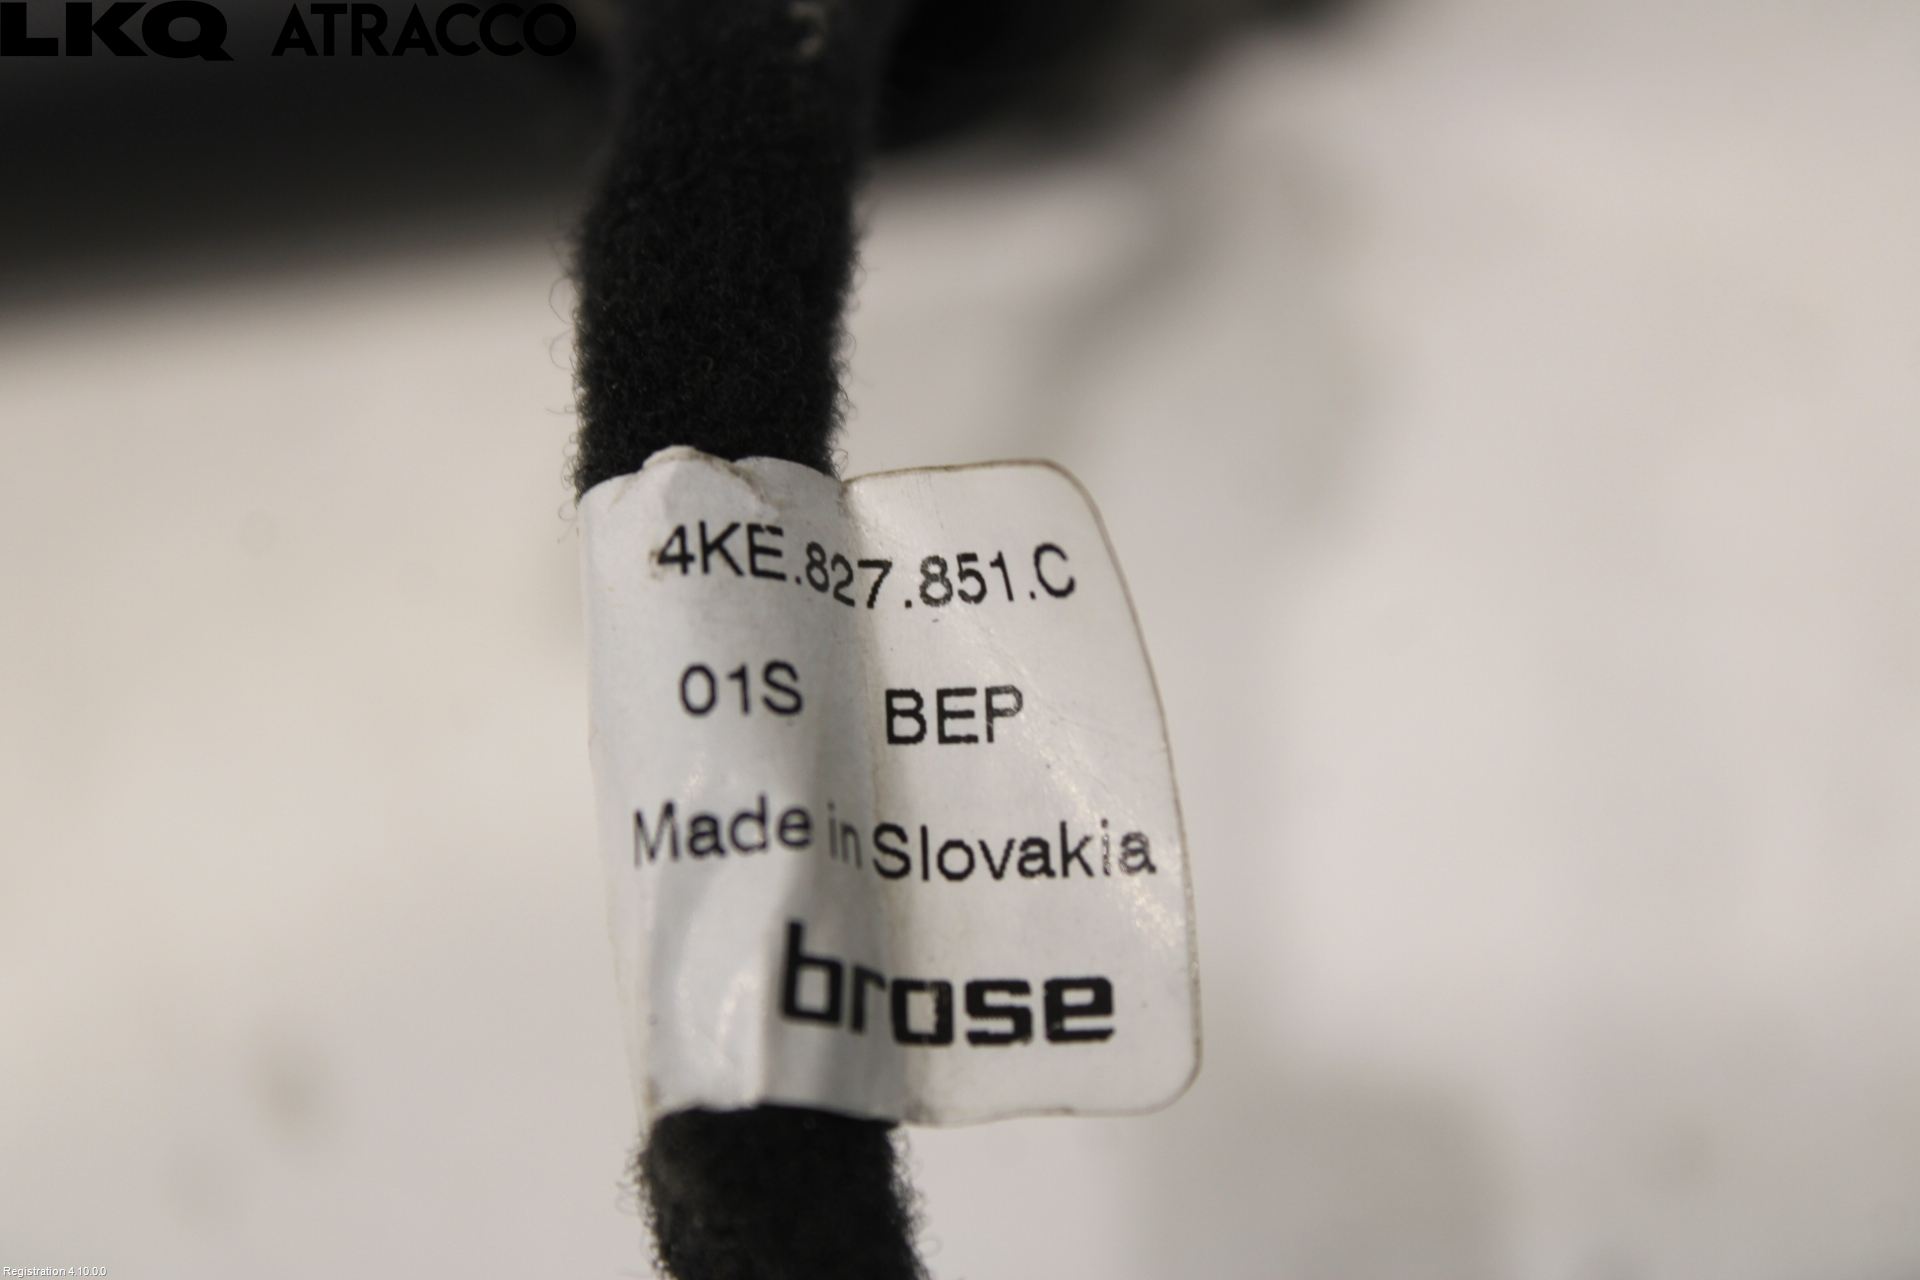 LKQ ATRACCO
4KE.827.851.C
01S BEP
Made in Slovakia
brose
Registration 4.10.0.0